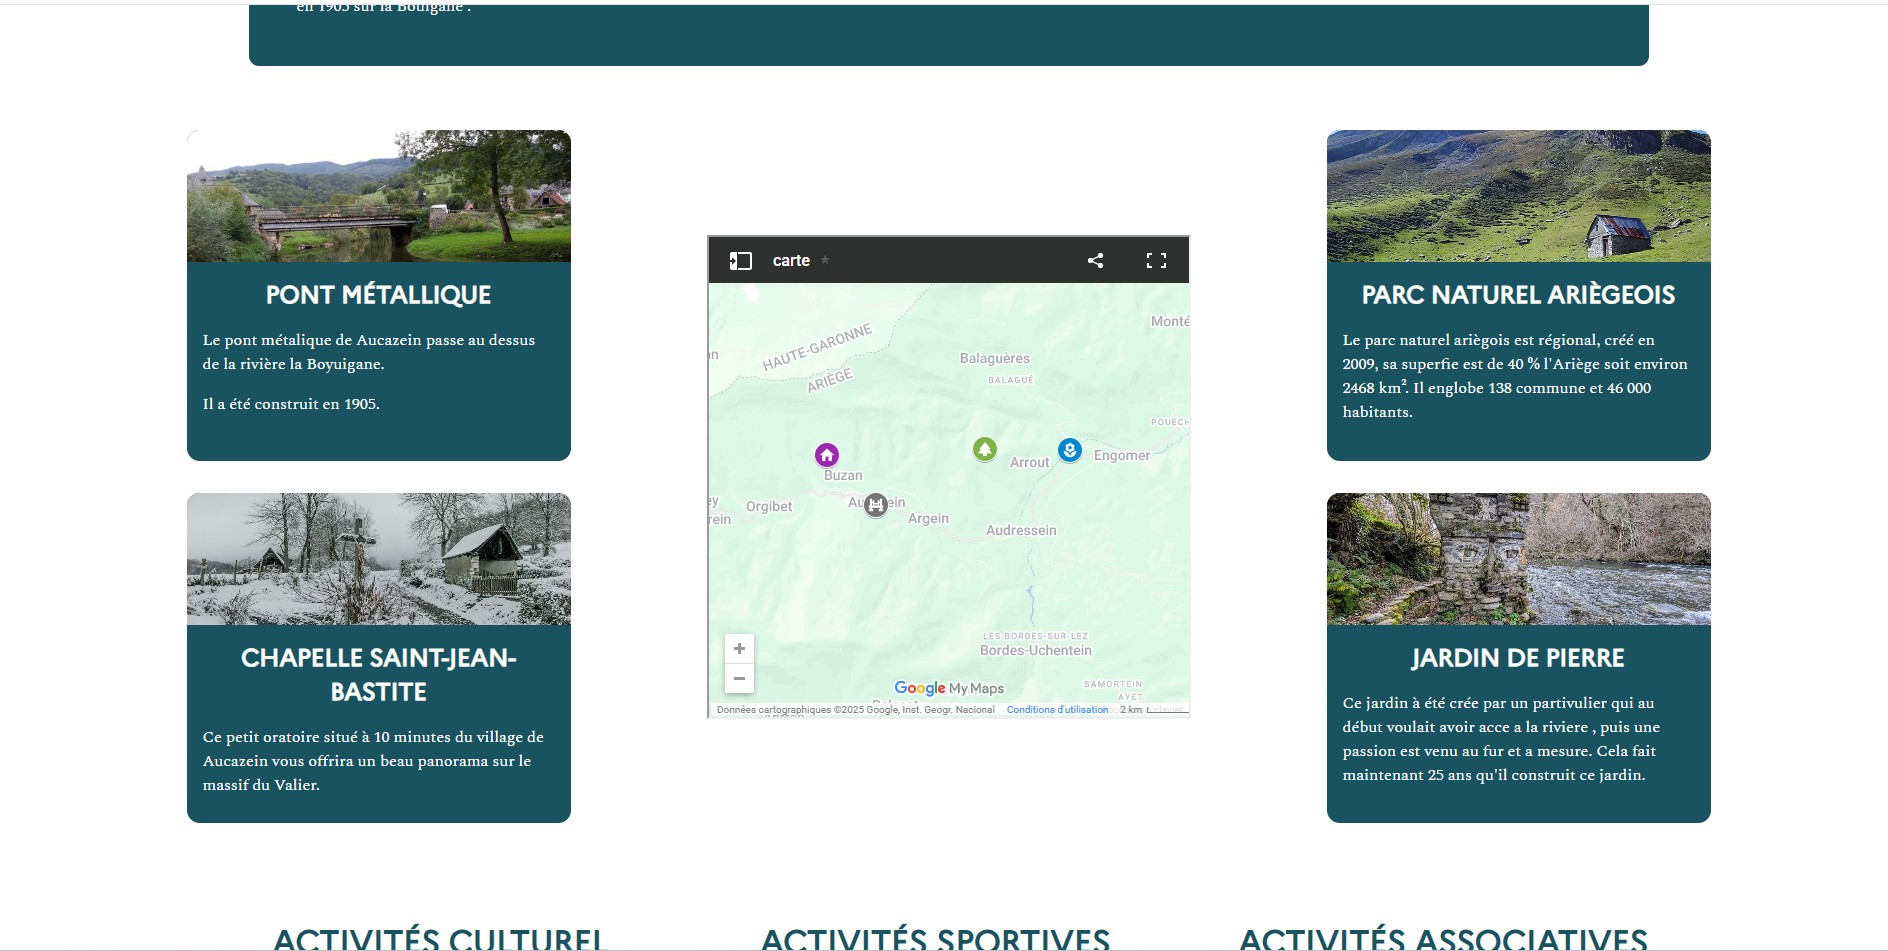 en 1905 sur la Bouigane .
PONT MÉTALLIQUE
Le pont métalique de Aucazein passe au dessus
de la rivière la Boyuigane.
Il a été construit en 1905.
CHAPELLE SAINT-JEAN-
BASTITE
Ce petit oratoire situé à 10 minutes du village de
Aucazein vous offrira un beau panorama sur le
massif du Valier.
carte
HAUTE-GARONNE
ARIÈGE
Monté
Balaguères
BALAGUÉ
POUECH
Arrout
Engomer
Buzan
Orgibet
rein
Argein
Audressein
LES BORDES-SUR-LEZ
Bordes-Uchentein
SAMORTEIN
AYET
Google My Maps
Données cartographiques ©2025 Google, Inst. Geogr. Nacional Conditions d'utilisation 2 km
PARC NATUREL ARIÈGEOIS
Le parc naturel arièogis est régional, créé en
2009, sa superfie est de 40 % l'Ariège soit environ
2468 km². Il englobe 138 commune et 46 000
habitants.
JARDIN DE PIERRE
Ce jardin à été crée par un partivulier qui au
début voulait avoir acce a la riviere , puis une
passion est venu au fur et a mesure. Cela fait
maintenant 25 ans qu'il construit ce jardin.
ACTIVITÉS CULTUREL
ACTIVITÉS SPORTIVES
ACTIVITÉS ASSOCIATIVES